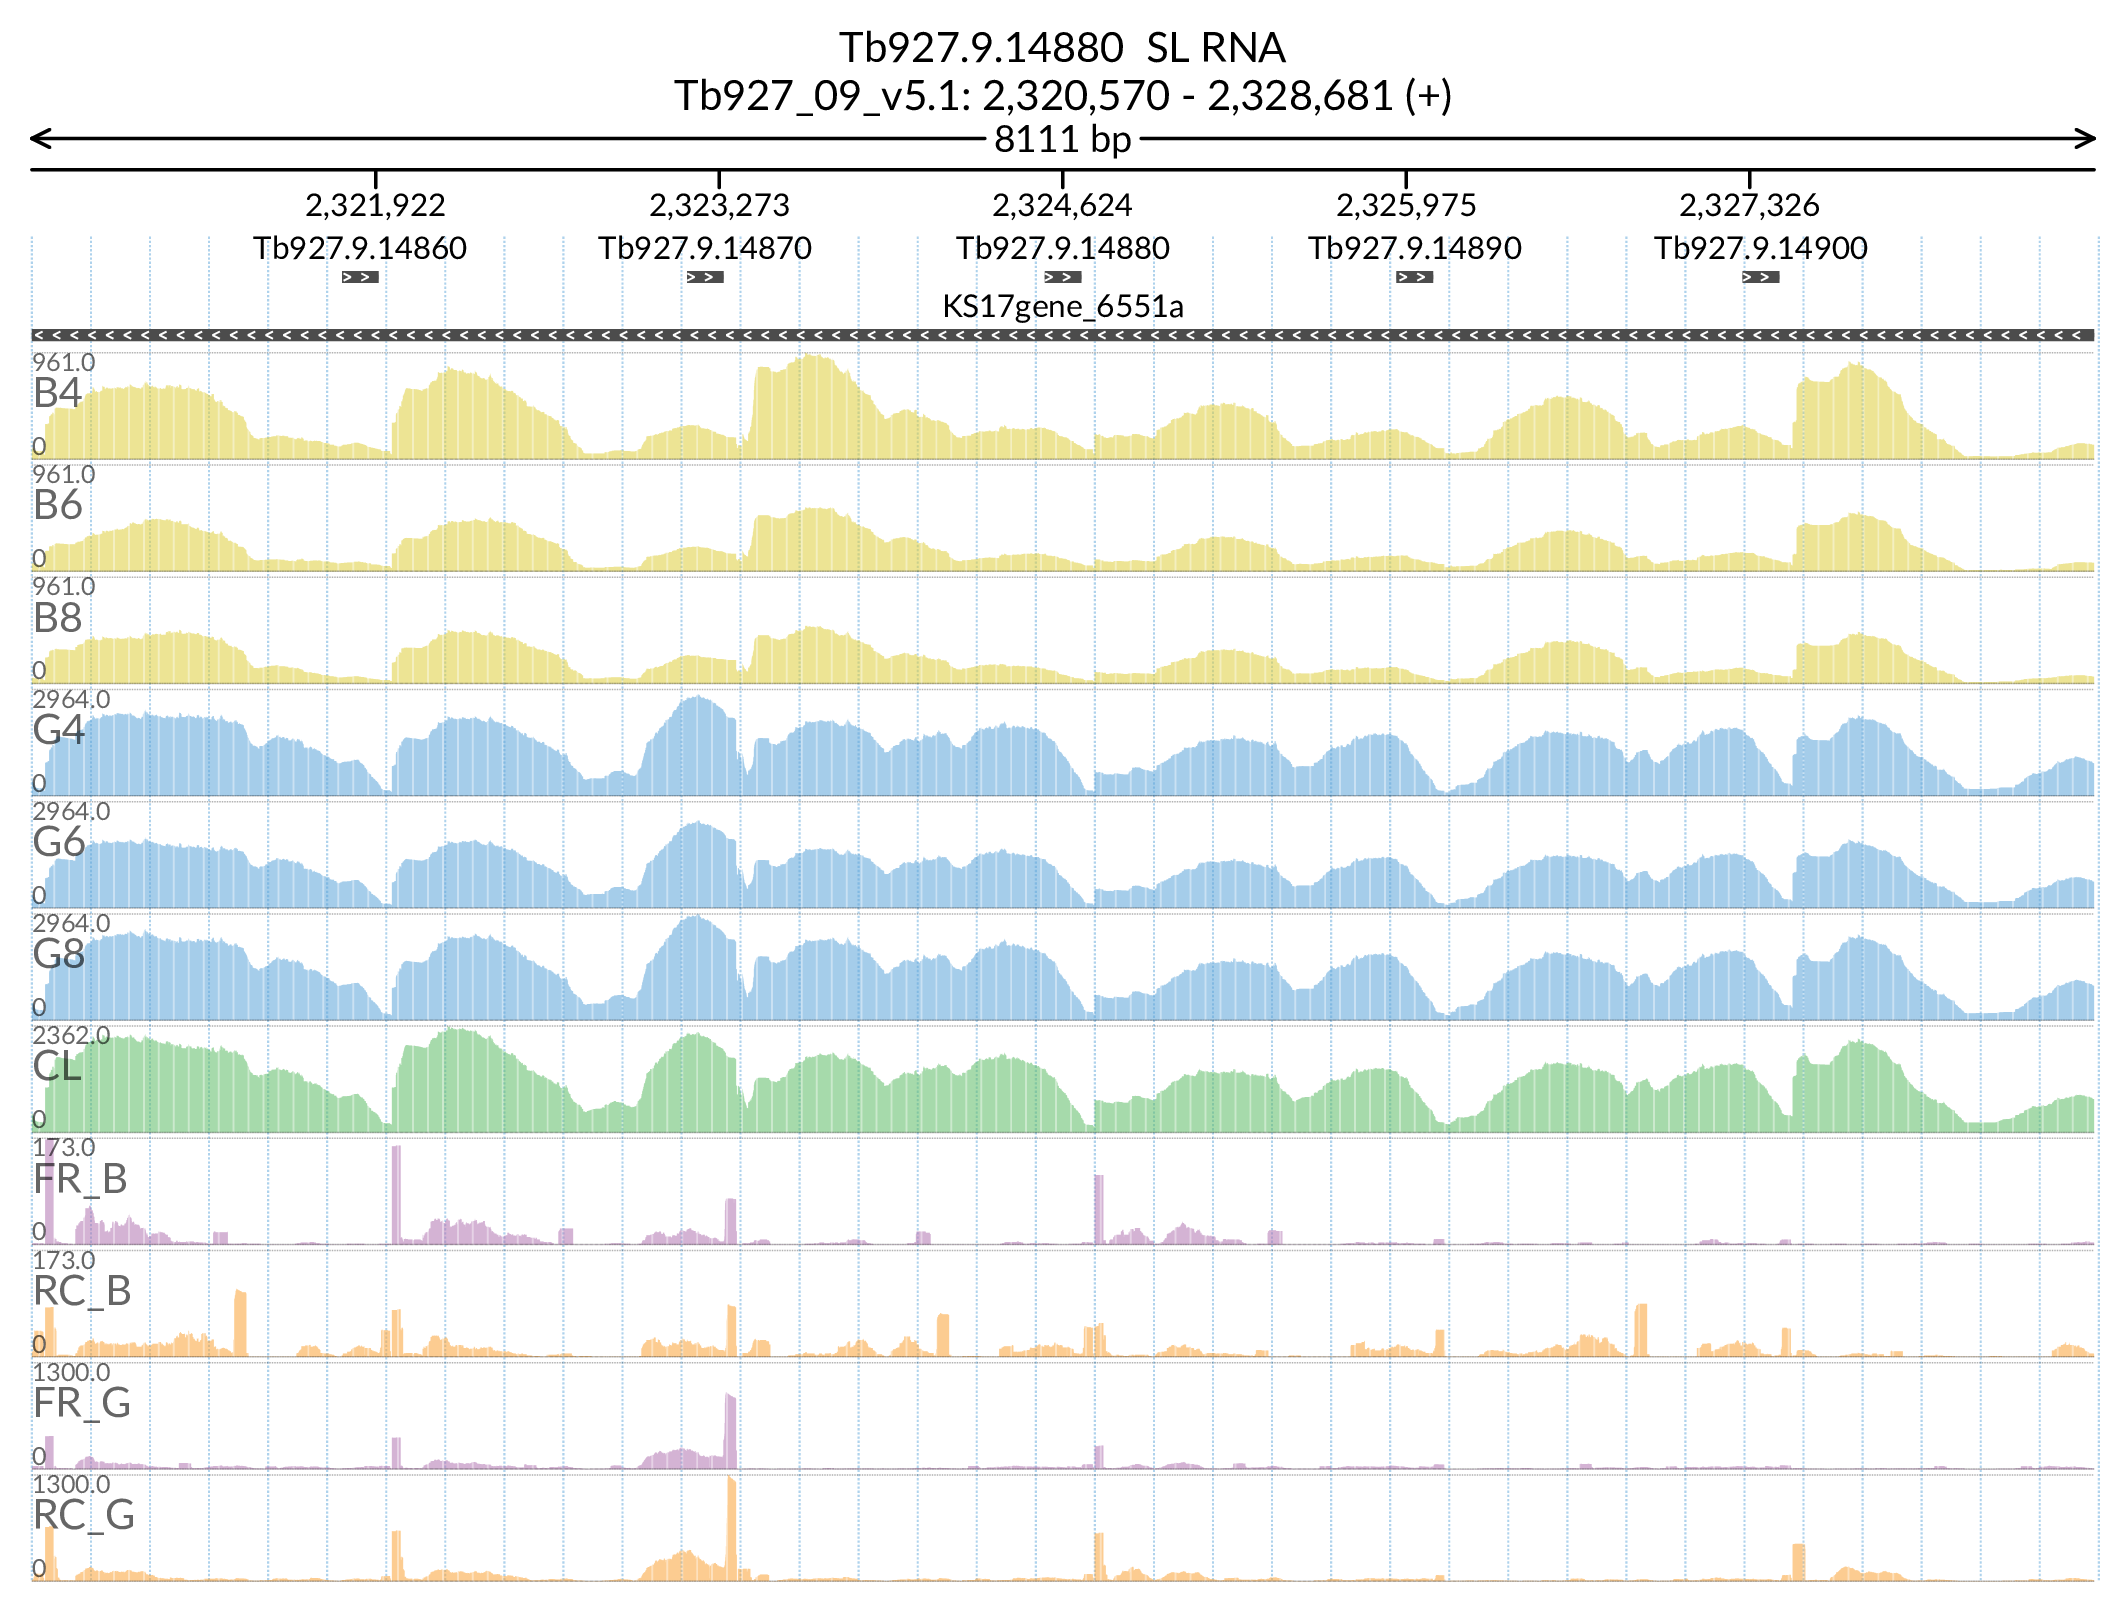 Tb927.9.14880 SL RNA
Tb927_09_v5.1: 2,320,570 - 2,328,681 (+)
8111 bp
2,321,922 2,323,273 2,324,624 2,325,975 2,327,326
Tb927.9.14860 Tb927.9.14870 Tb927.9.14880 Tb927.9.14890 Tb927.9.14900
KS17gene_6551a
961.0
B4
0
961.0
B6
0
961.0
B8
0
2964.0
G4
0
2964.0
G6
0
2964.0
G8
0
2362.0
CL
0
173.0
FR_B
0
173.0
RC_B
0
1300.0
FR_G
0
1300.0
RC_G
0